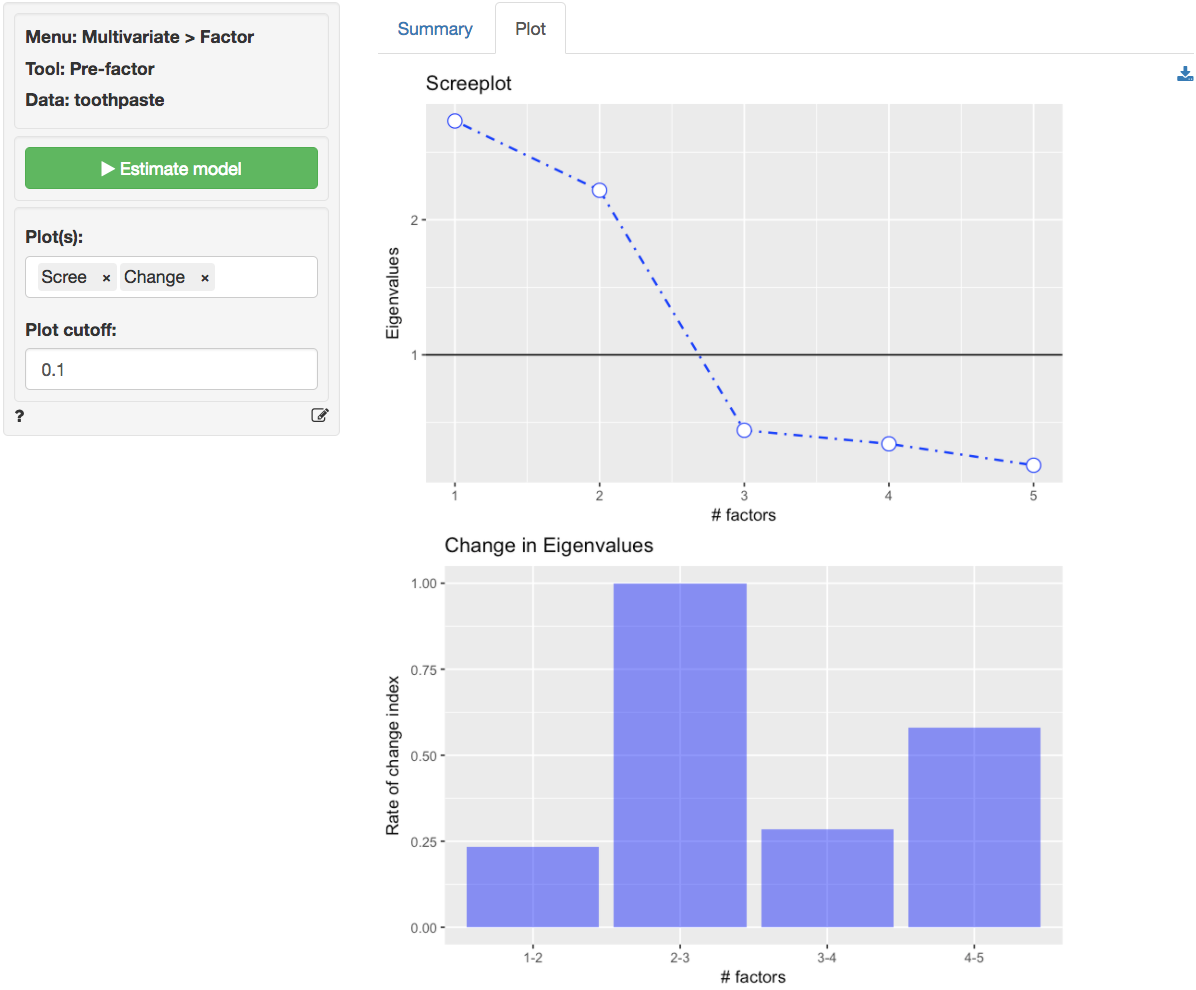 Menu: Multivariate > Factor
Tool: Pre-factor
Data: toothpaste
Estimate model
Plot(s):
Scree × Change ×
Plot cutoff:
0.1
?
Summary Plot
Screeplot
Eigenvalues
2
1
1 2 3 4 5
# factors
Change in Eigenvalues
Rate of change index
1.00
0.75
0.50
0.25
0.00
1-2 2-3 3-4 4-5
# factors